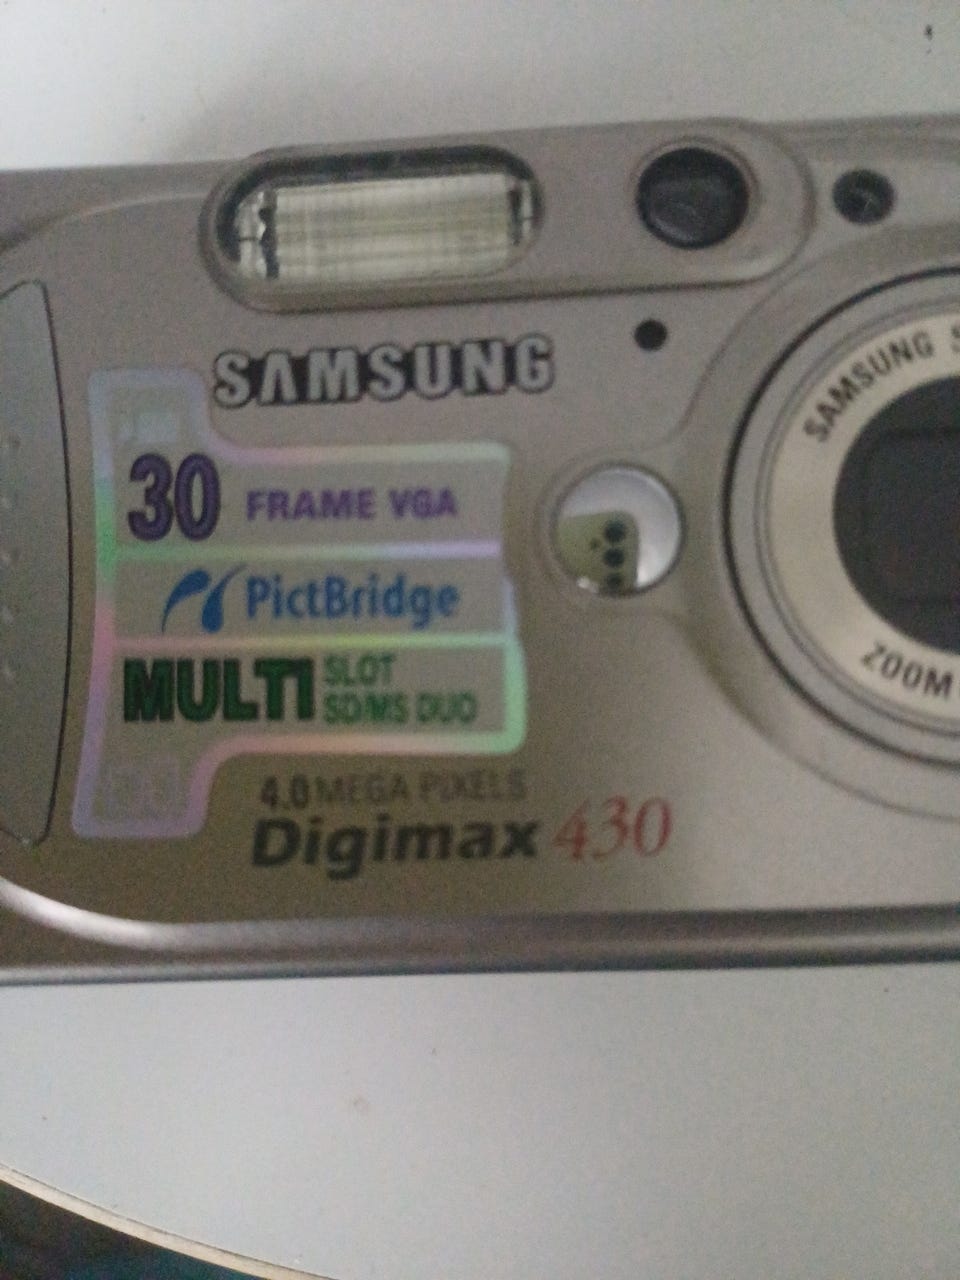 SAMSUNG
30 FRAME VGA
PictBridge
MULTI SLOT
SD/MS DUO
4.0 MEGA PIXELS
Digimax 430
SAMSUNG
ZOOM